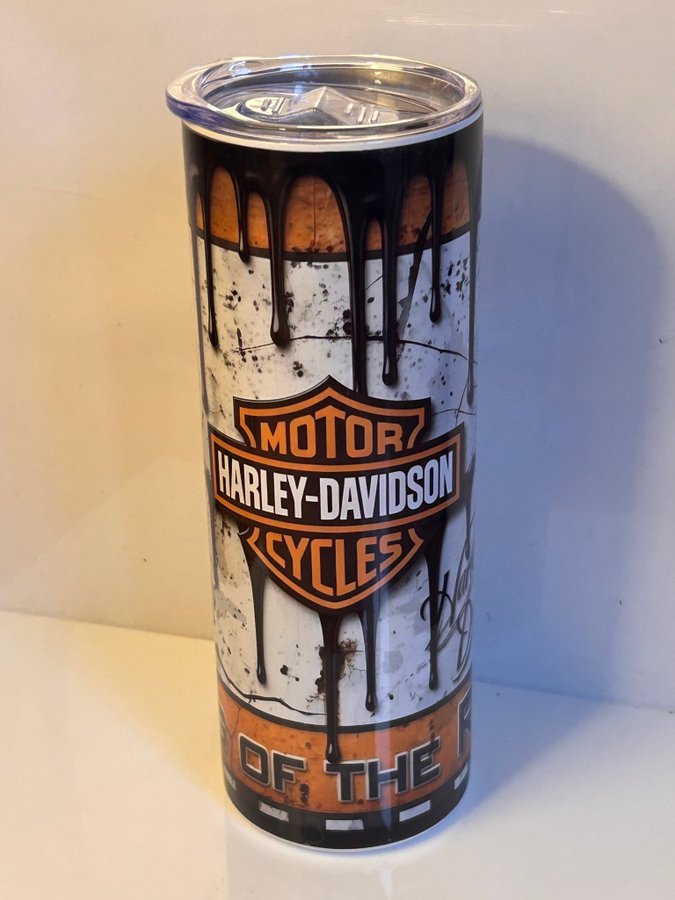 MOTOR
HARLEY-DAVIDSON
CYCLES
OF THE